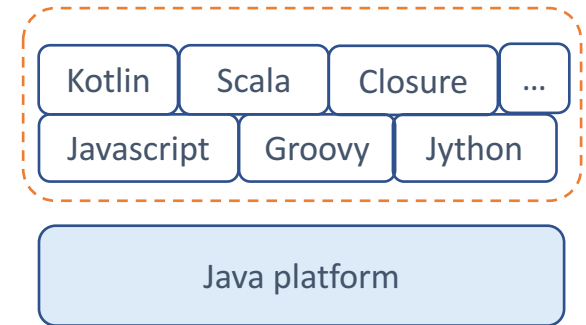 Kotlin Scala Closure ...
Javascript Groovy Jython
Java platform